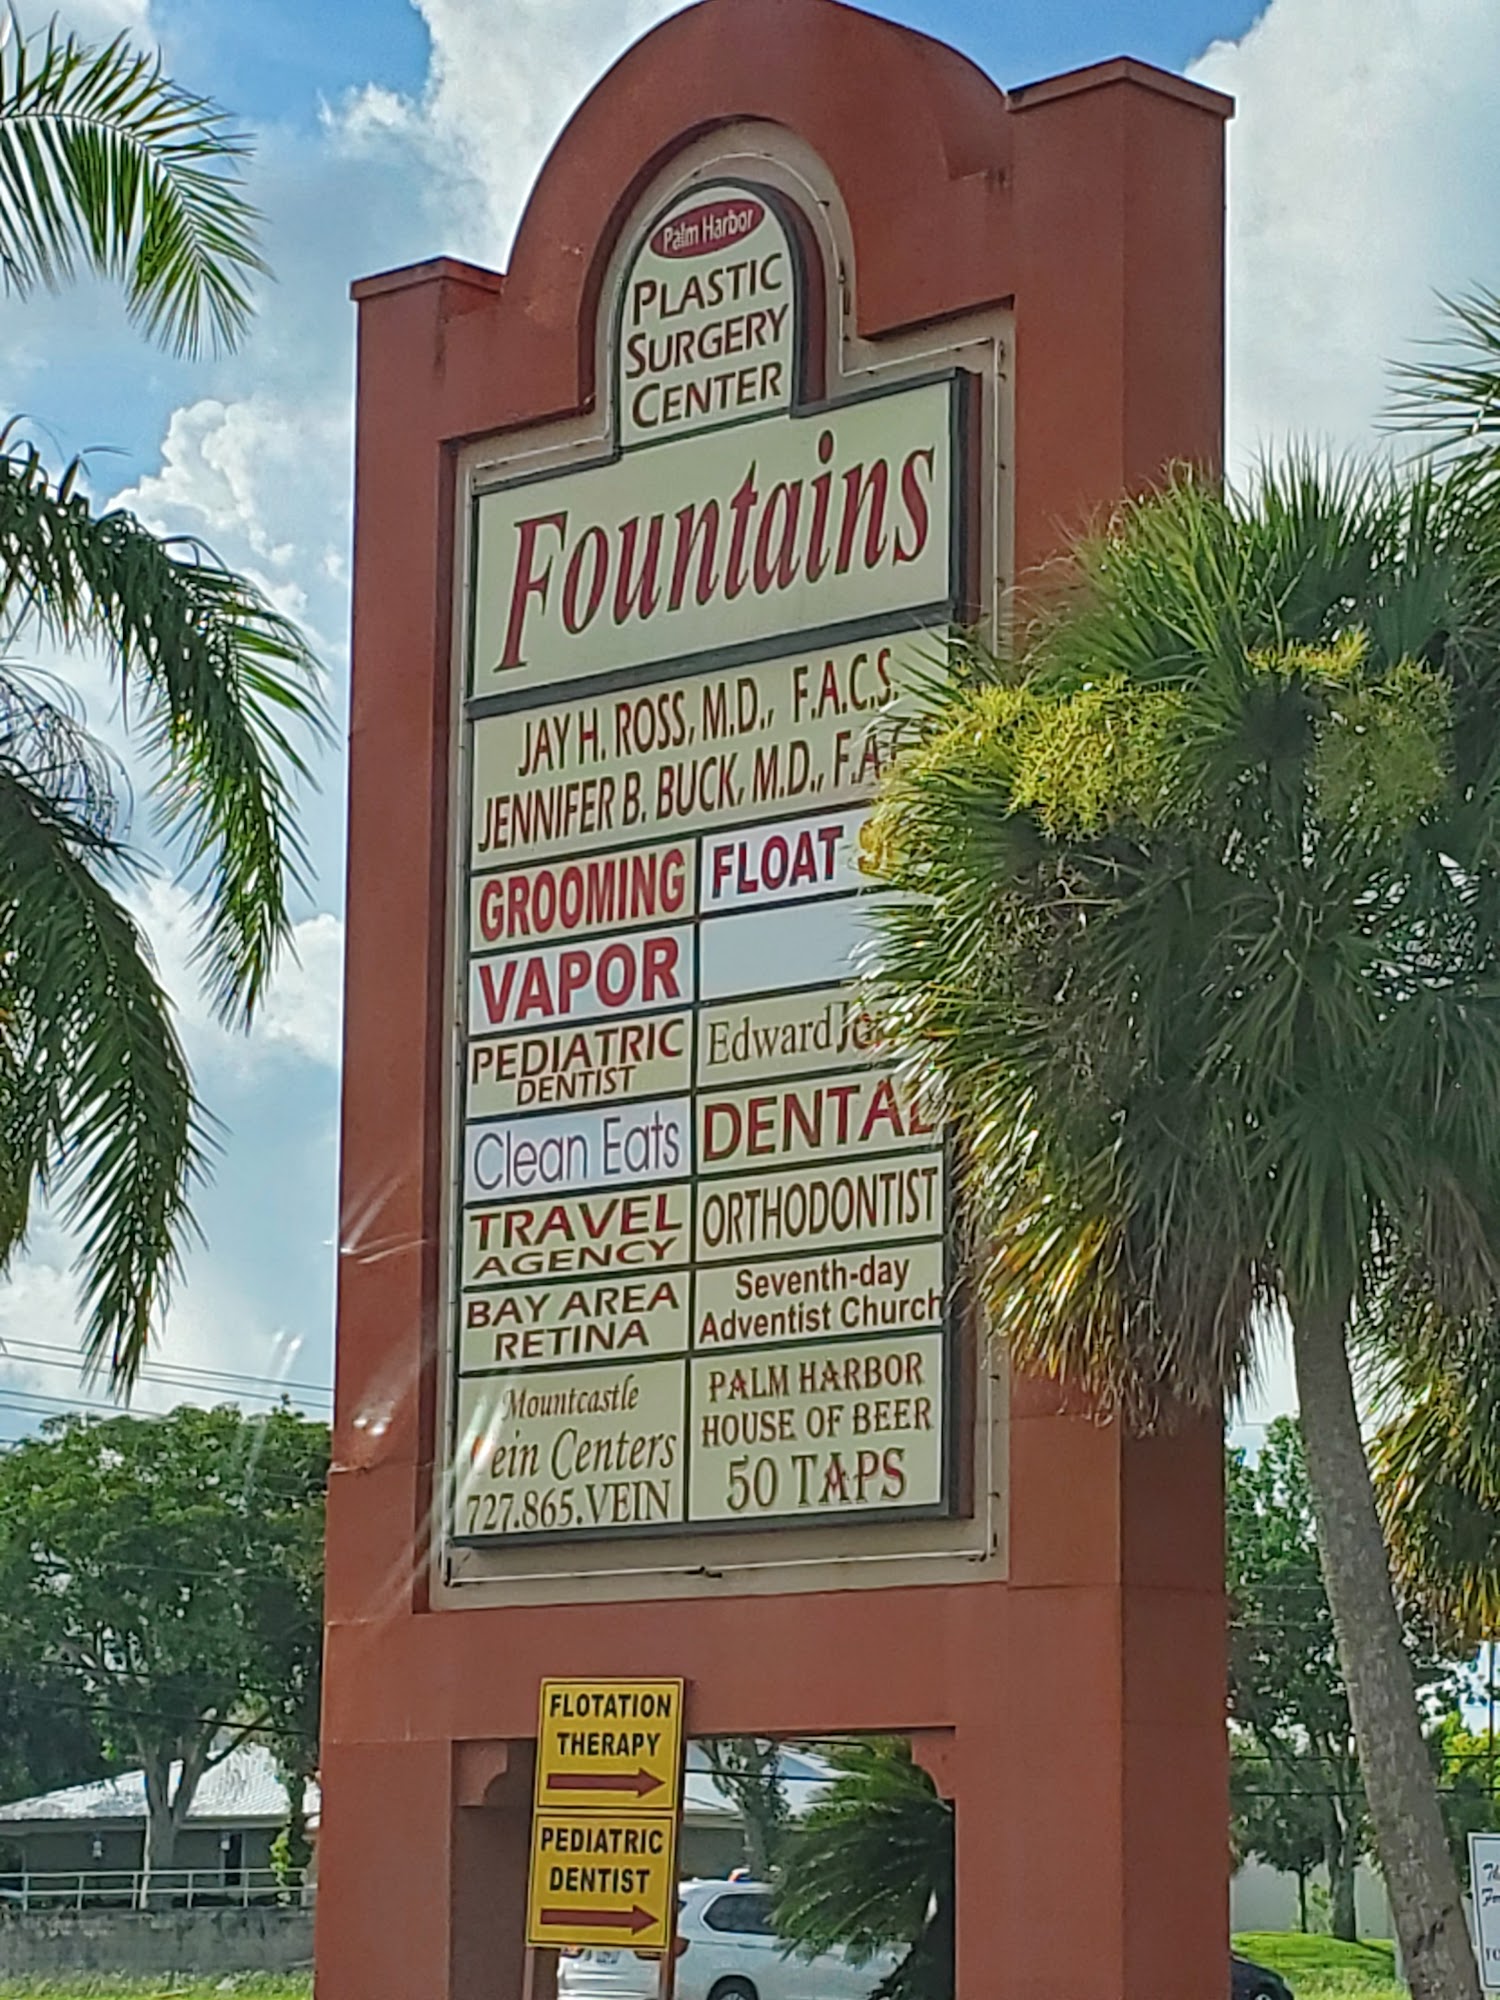 Palm Harbor
PLASTIC
SURGERY
CENTER
Fountains
JAY H. ROSS, M.D., F.A.C.S.
JENNIFER B. BUCK, M.D.,
GROOMING
FLOAT
VAPOR
PEDIATRIC
DENTIST
Edward
Clean Eats
DENTAL
TRAVEL
AGENCY
ORTHODONTIST
BAY AREA
RETINA
Seventh-day
Adventist Church
Mountcastle
Vein Centers
727.865.VEIN
PALM HARBOR
HOUSE OF BEER
50 TAPS
FLOTATION
THERAPY
PEDIATRIC
DENTIST